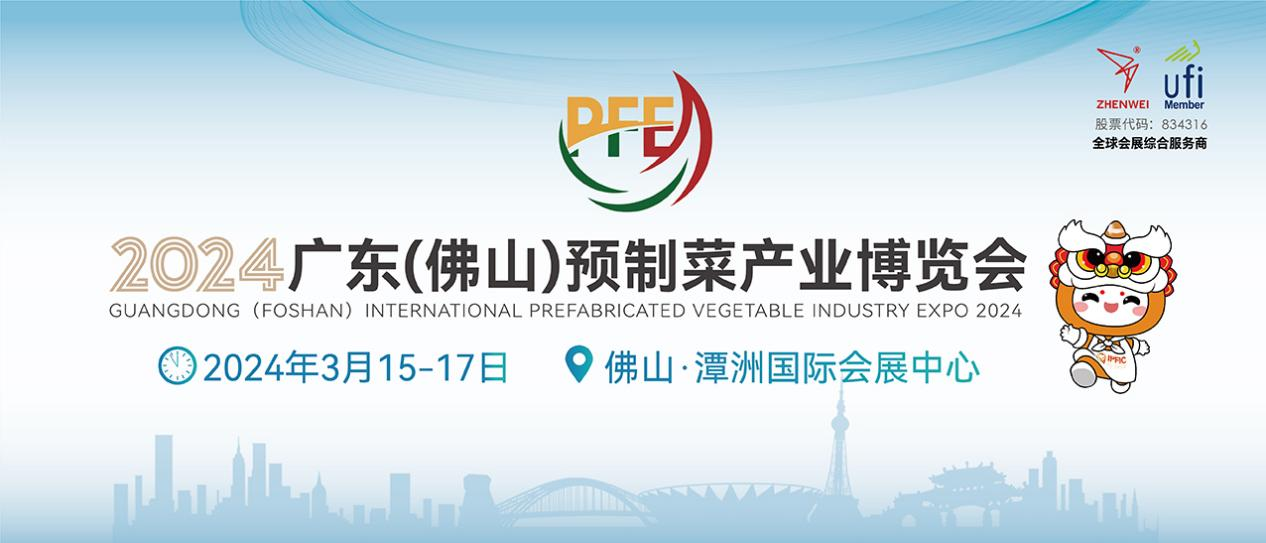 PFE
ZHENWEI®
ufi
Member
股票代码：834316
全球会展综合服务商
2024广东(佛山)预制菜产业博览会
GUANGDONG（FOSHAN）INTERNATIONAL PREFABRICATED VEGETABLE INDUSTRY EXPO 2024
2024年3月15-17日
佛山·潭洲国际会展中心
IPFIC